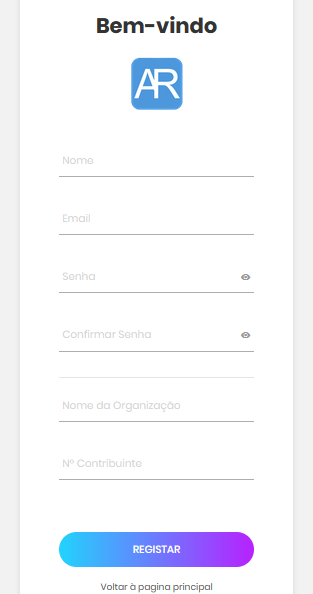 Bem-vindo
AR
Nome
Email
Senha
Confirmar Senha
Nome da Organização
Nº Contribuinte
REGISTAR
Voltar à pagina principal